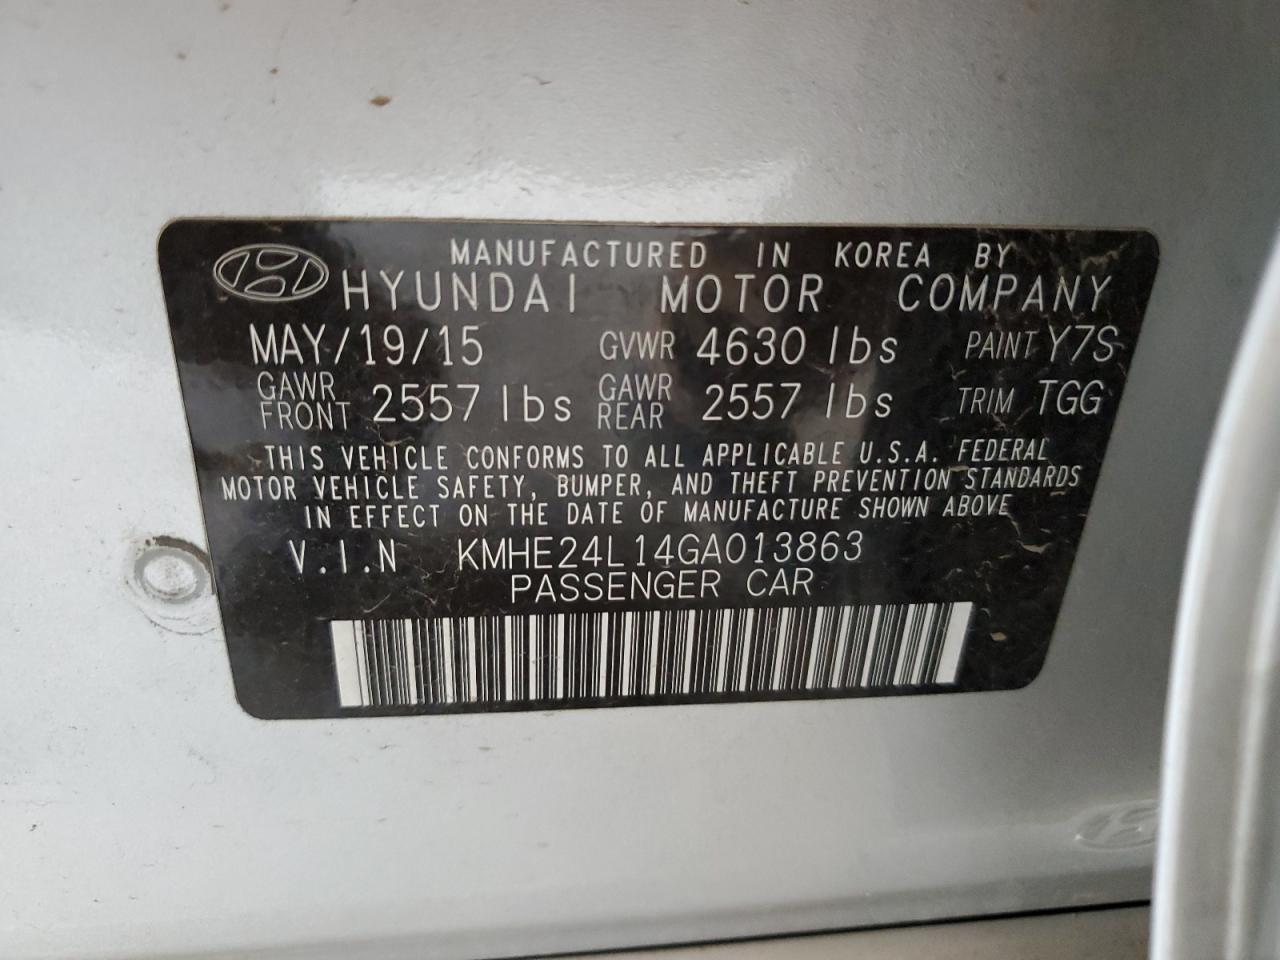 MANUFACTURED IN KOREA BY
HYUNDAI MOTOR COMPANY
MAY/19/15 GVWR 4630 lbs PAINT Y7S
GAWR FRONT 2557 lbs GAWR REAR 2557 lbs TRIM TGG
THIS VEHICLE CONFORMS TO ALL APPLICABLE U.S.A. FEDERAL
MOTOR VEHICLE SAFETY, BUMPER, AND THEFT PREVENTION STANDARDS
IN EFFECT ON THE DATE OF MANUFACTURE SHOWN ABOVE
V.I.N KMHE24L14GA013863
PASSENGER CAR